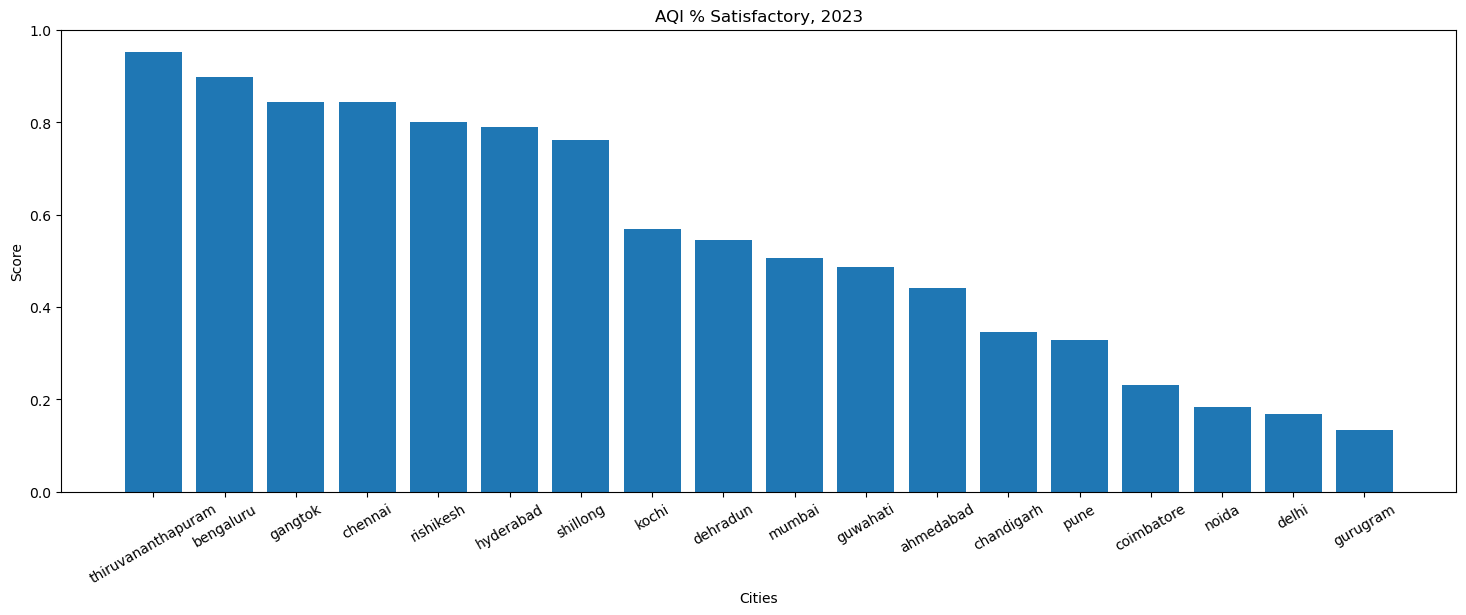 AQI % Satisfactory, 2023
Score
1.0
0.8
0.6
0.4
0.2
0.0
thiruvananthapuram
bengaluru
gangtok
chennai
rishikesh
hyderabad
shillong
kochi
dehradun
mumbai
guwahati
ahmedabad
chandigarh
pune
coimbatore
noida
delhi
gurugram
Cities